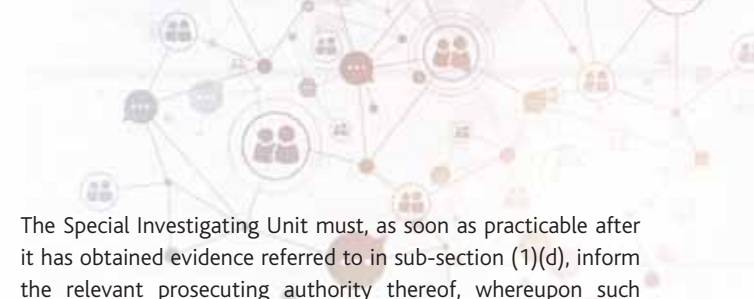 The Special Investigating Unit must, as soon as practicable after
it has obtained evidence referred to in sub-section (1)(d), inform
the relevant prosecuting authority thereof, whereupon such